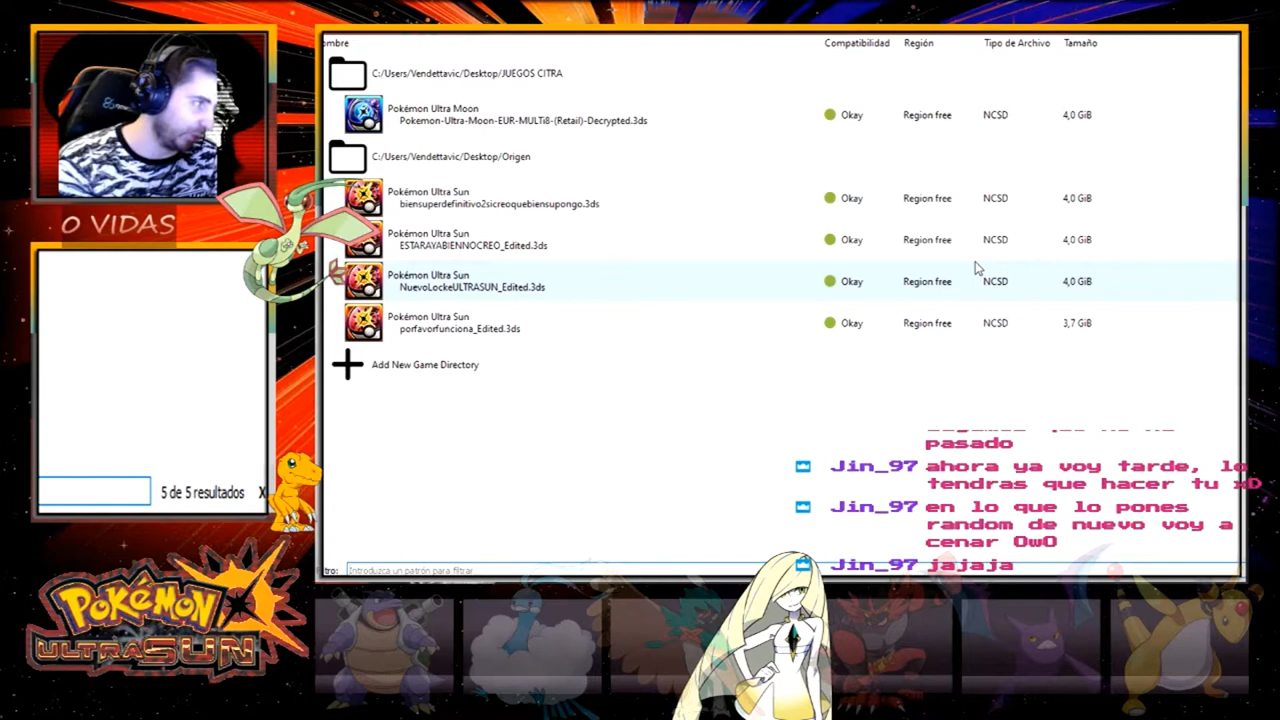 ombre
Compatibilidad
Región
Tipo de Archivo
Tamaño
C:/Users/Vendettavic/Desktop/JUEGOS CITRA
Pokémon Ultra Moon
Pokemon-Ultra-Moon-EUR-MULTi8-(Retail)-Decrypted.3ds
Okay
Region free
NCSD
4,0 GiB
C:/Users/Vendettavic/Desktop/Origen
Pokémon Ultra Sun
biensuperdefinitivo2sicreoquebiensupongo.3ds
Okay
Region free
NCSD
4,0 GiB
Pokémon Ultra Sun
ESTARAYABIENNOCREO_Edited.3ds
Okay
Region free
NCSD
4,0 GiB
Pokémon Ultra Sun
NuevoLockeULTRASUN_Edited.3ds
Okay
Region free
NCSD
4,0 GiB
Pokémon Ultra Sun
porfavorfunciona_Edited.3ds
Okay
Region free
NCSD
3,7 GiB
Add New Game Directory
0 VIDAS
5 de 5 resultados X
pasado
Jin_97 ahora ya voy tarde, lo
tendras que hacer tu xD
Jin_97 en lo que lo pones
random de nuevo voy a
cenar OwO
Jin_97 jajaja
tro: Introduzca un patrón para filtrar
POKÉMON
ULTRASUN